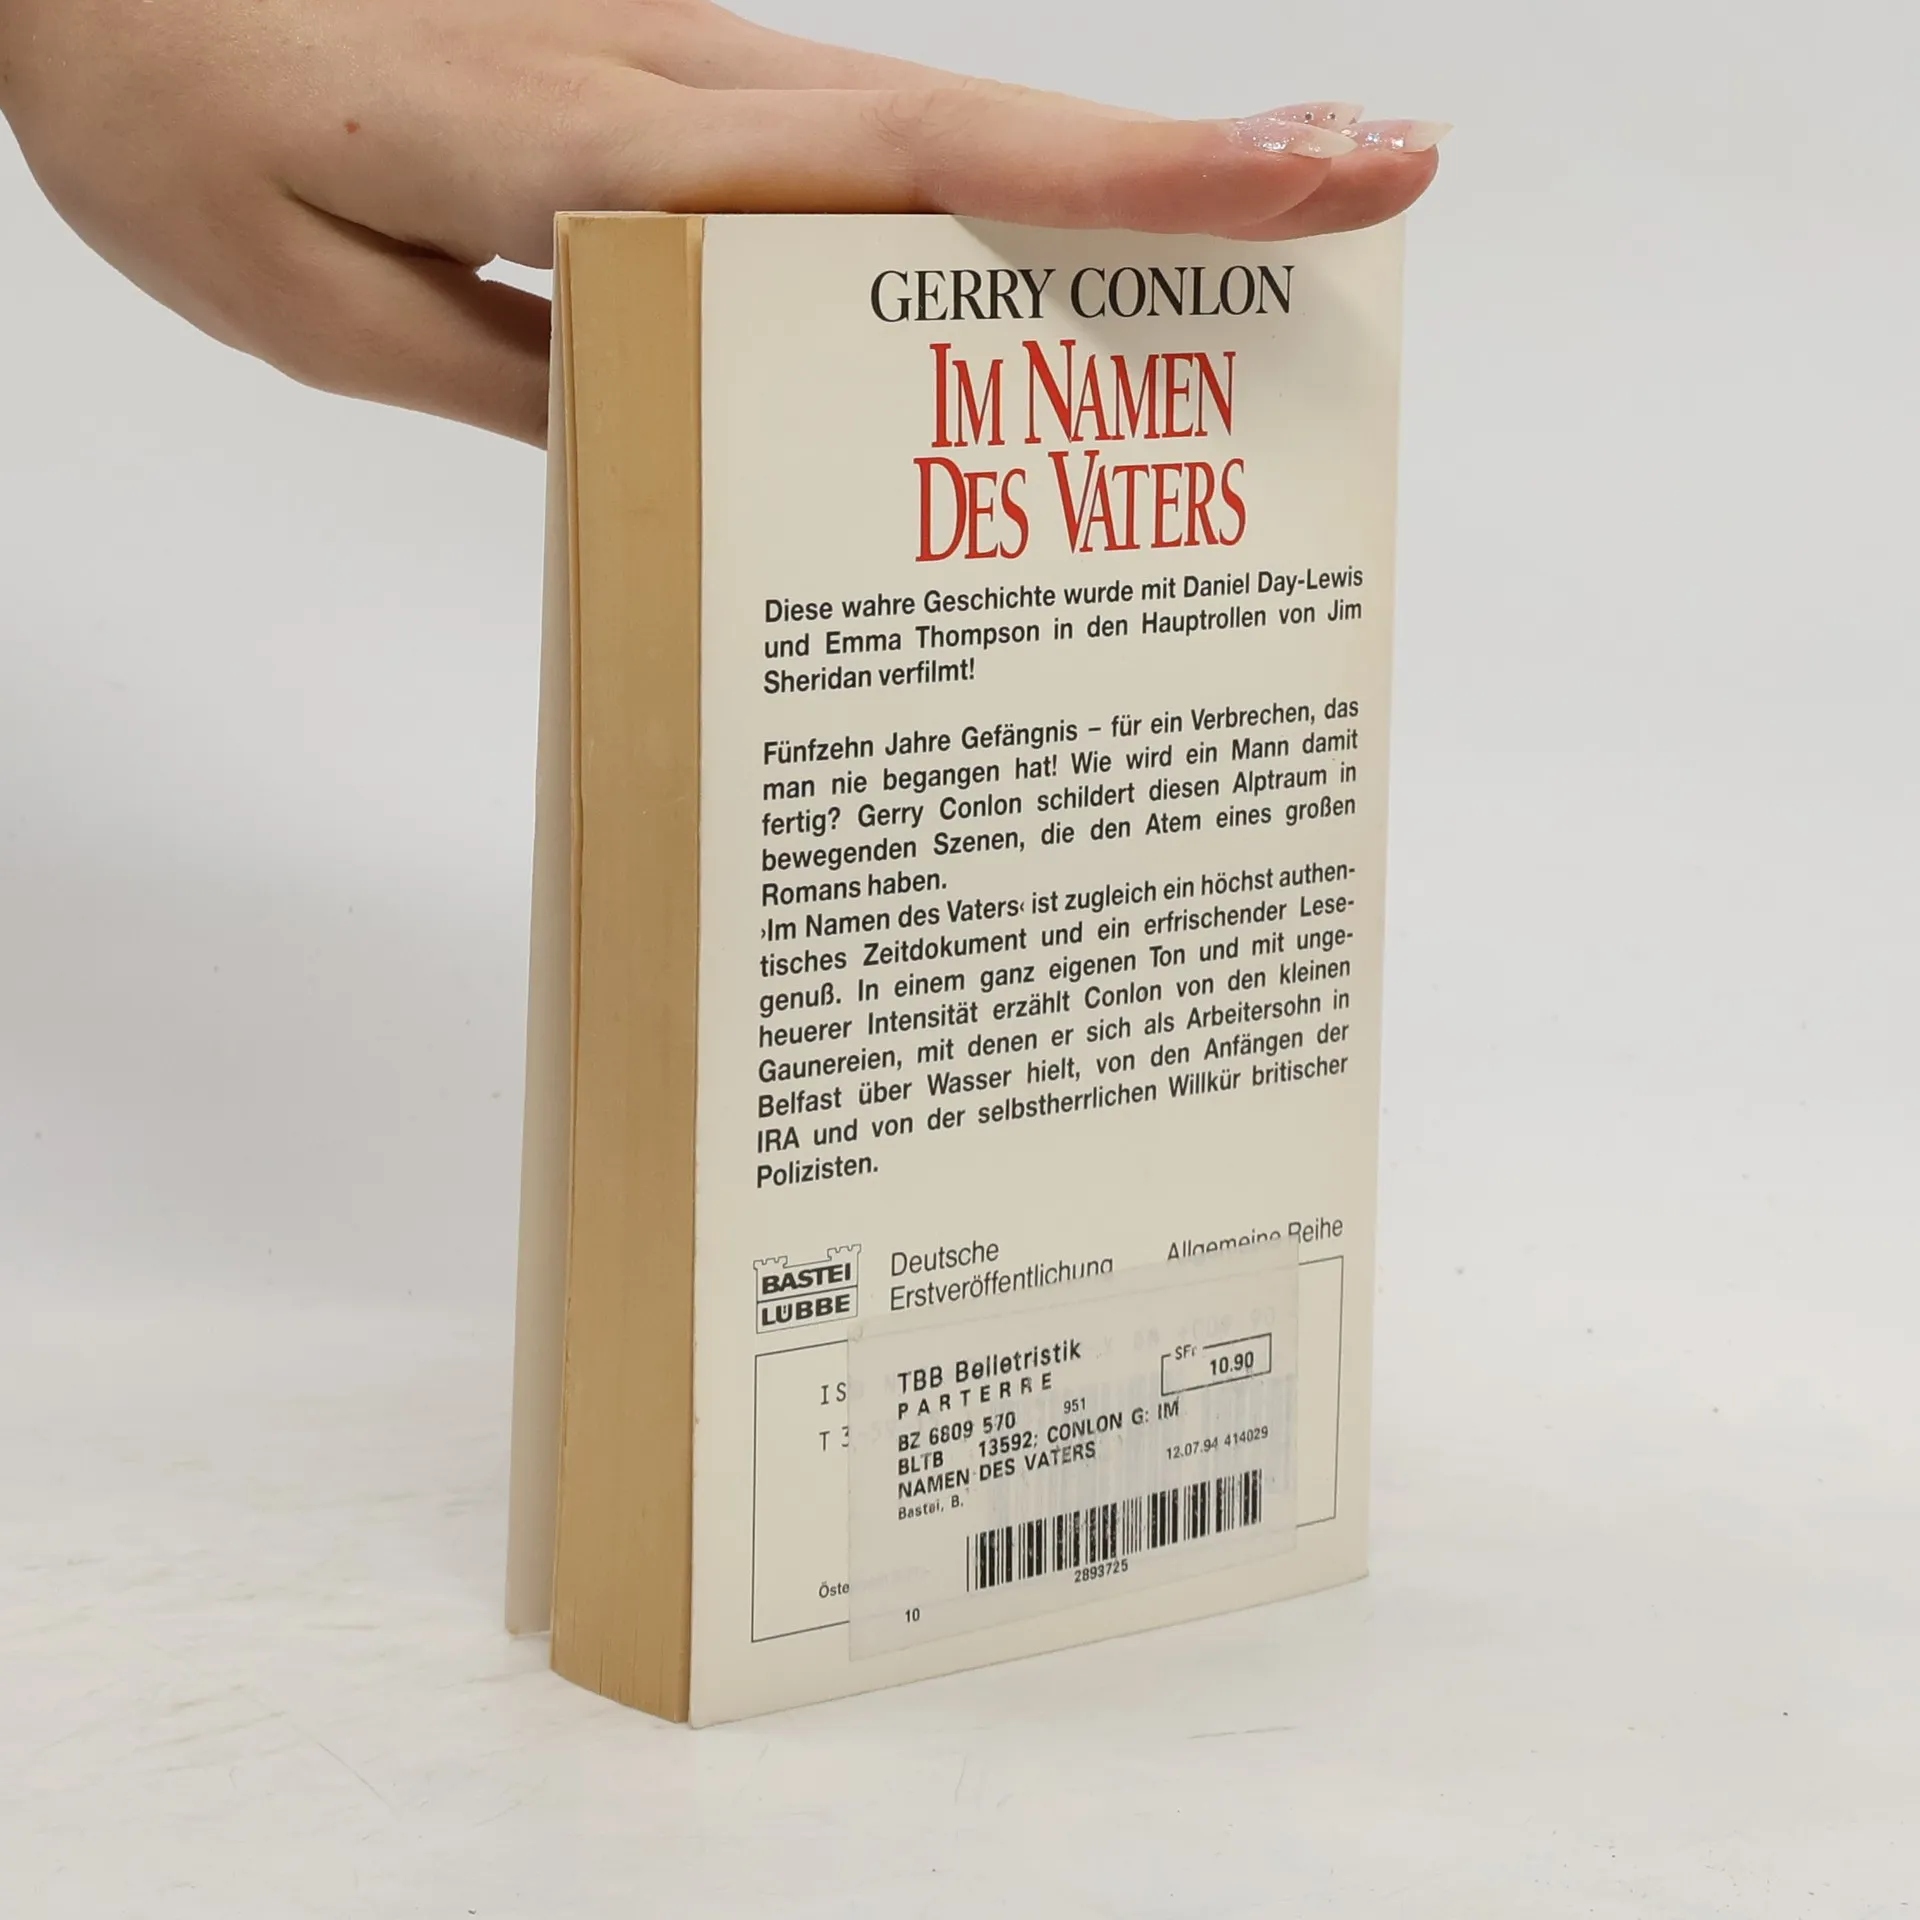 GERRY CONLON
IM NAMEN
DES VATERS
Diese wahre Geschichte wurde mit Daniel Day-Lewis
und Emma Thompson in den Hauptrollen von Jim
Sheridan verfilmt!
Fünfzehn Jahre Gefängnis – für ein Verbrechen, das
man nie begangen hat! Wie wird ein Mann damit
fertig? Gerry Conlon schildert diesen Alptraum in
bewegenden Szenen, die den Atem eines großen
Romans haben.
›Im Namen des Vaters‹ ist zugleich ein höchst authen-
tisches Zeitdokument und ein erfrischender Lese-
genuß. In einem ganz eigenen Ton und mit unge-
heuerer Intensität erzählt Conlon von den kleinen
Gaunereien, mit denen er sich als Arbeitersohn in
Belfast über Wasser hielt, von den Anfängen der
IRA und von der selbstherrlichen Willkür britischer
Polizisten.
BASTEI
LÜBBE
Deutsche
Erstveröffentlichung
Allgemeine Reihe
IS
T 3
Öste
TBB Belletristik
PARTERRE
SFr
10.90
BZ 6809 570 951
BLTB 13592: CONLON G: IM
NAMEN DES VATERS
12.07.94 414029
Bastei, B.
2893725
10